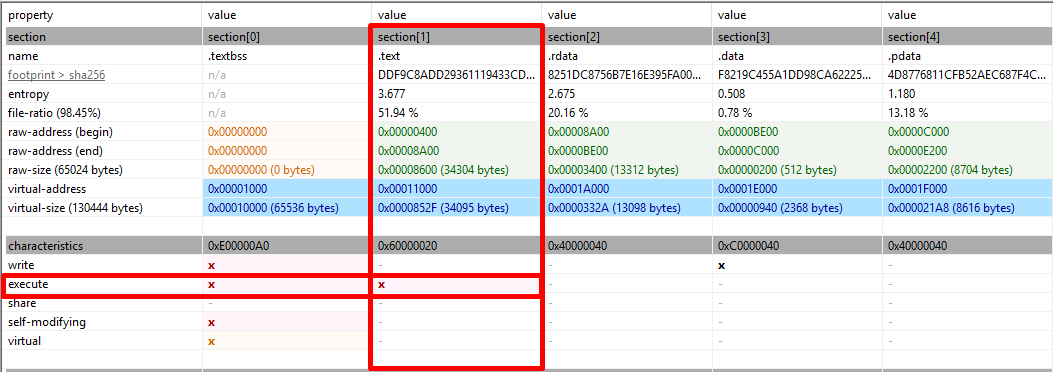 property value value value value value
section section[0] section[1] section[2] section[3] section[4]
name .textbss .text .rdata .data .pdata
footprint > sha256 n/a DDF9C8ADD29361119433CD... 8251DC8756B7E16E395FA00... F8219C455A1DD98CA62225... 4D8776811CFB52AEC687F4C...
entropy n/a 3.677 2.675 0.508 1.180
file-ratio (98.45%) n/a 51.94 % 20.16 % 0.78 % 13.18 %
raw-address (begin) 0x00000000 0x00000400 0x00008A00 0x0000BE00 0x0000C000
raw-address (end) 0x00000000 0x00008A00 0x0000BE00 0x0000C000 0x0000E200
raw-size (65024 bytes) 0x00000000 (0 bytes) 0x00008600 (34304 bytes) 0x00003400 (13312 bytes) 0x00000200 (512 bytes) 0x00002200 (8704 bytes)
virtual-address 0x00001000 0x00011000 0x0001A000 0x0001E000 0x0001F000
virtual-size (130444 bytes) 0x00010000 (65536 bytes) 0x0000852F (34095 bytes) 0x0000332A (13098 bytes) 0x00000940 (2368 bytes) 0x000021A8 (8616 bytes)
characteristics 0xE00000A0 0x60000020 0x40000040 0xC0000040 0x40000040
write x - - x -
execute x x - - -
share - - - - -
self-modifying x - - - -
virtual x - - - -